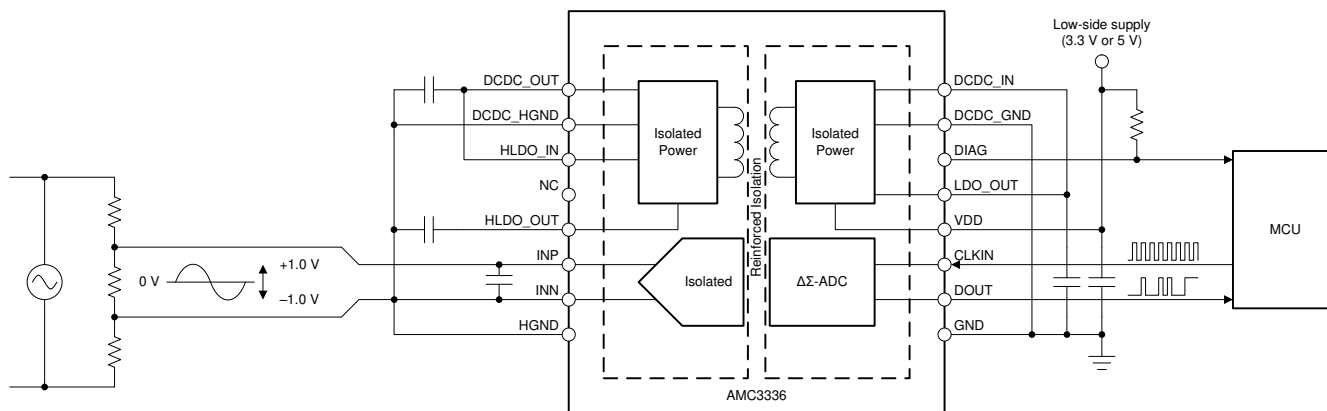 Low-side supply
(3.3 V or 5 V)
DCDC_OUT
DCDC_HGND
HLDO_IN
NC
HLDO_OUT
INP
INN
HGND
Isolated
Power
Reinforced Isolation
Isolated
Power
Isolated
ΔΣ-ADC
DCDC_IN
DCDC_GND
DIAG
LDO_OUT
VDD
CLKIN
DOUT
GND
MCU
0 V
+1.0 V
–1.0 V
AMC3336